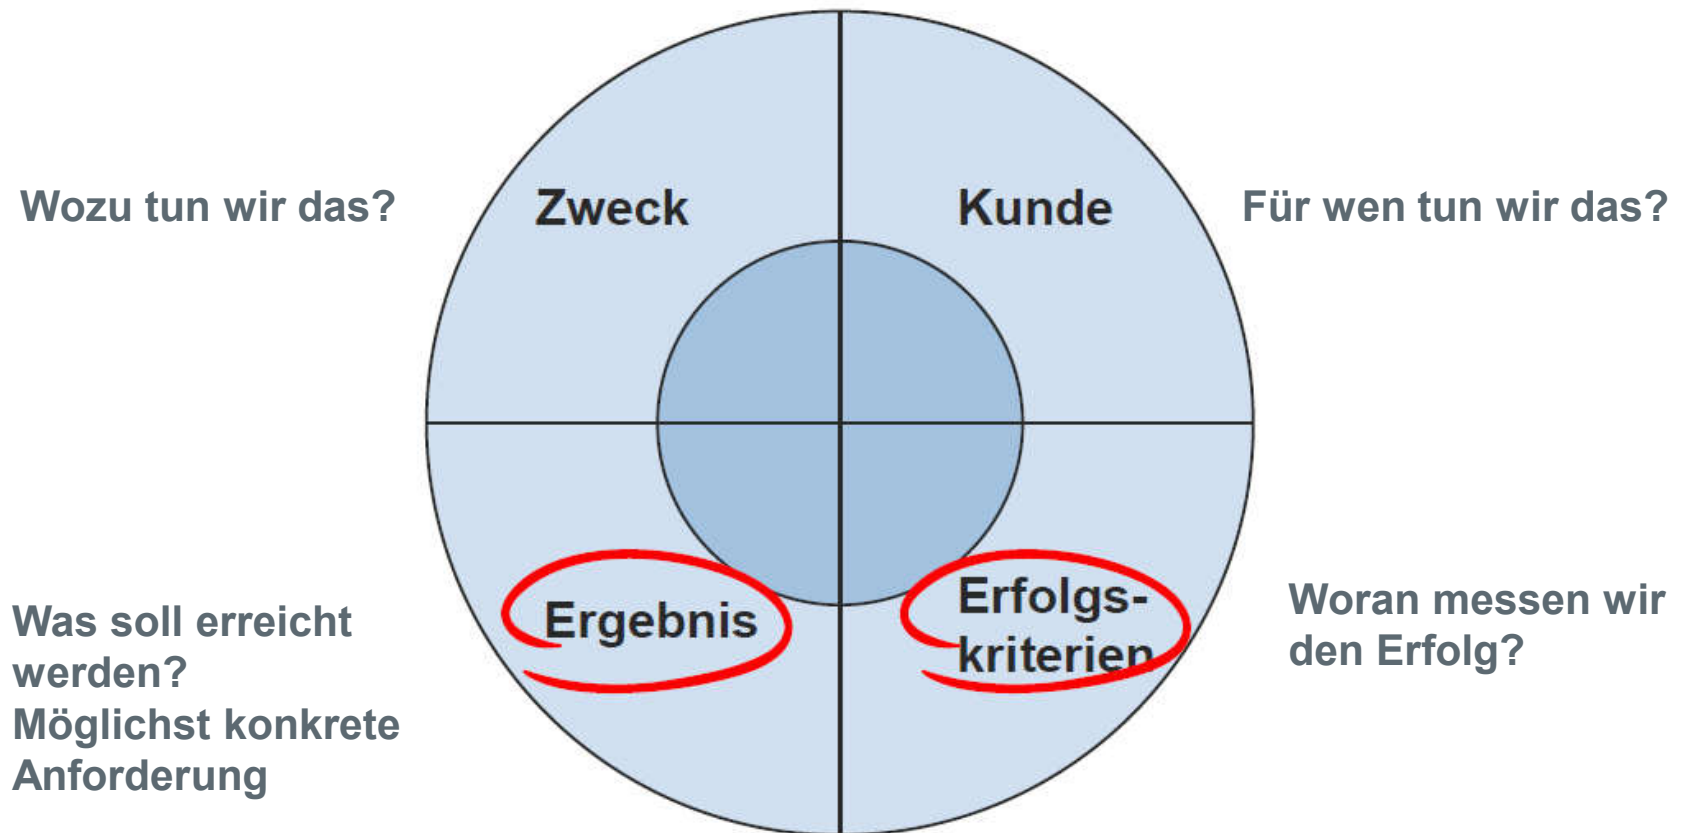 Wozu tun wir das?
Zweck
Kunde
Für wen tun wir das?
Was soll erreicht
werden?
Möglichst konkrete
Anforderung
Ergebnis
Erfolgs-
kriterien
Woran messen wir
den Erfolg?